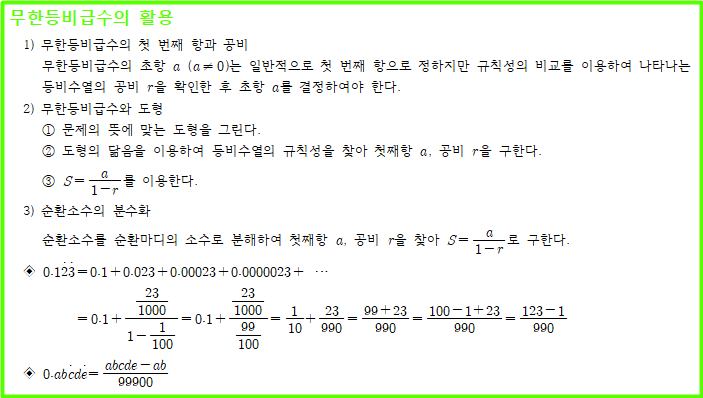 무한등비급수의 활용
1) 무한등비급수의 첫 번째 항과 공비
무한등비급수의 초항 a (a≠0)는 일반적으로 첫 번째 항으로 정하지만 규칙성의 비교를 이용하여 나타나는
등비수열의 공비 r을 확인한 후 초항 a를 결정하여야 한다.
2) 무한등비급수와 도형
① 문제의 뜻에 맞는 도형을 그린다.
② 도형의 닮음을 이용하여 등비수열의 규칙성을 찾아 첫째항 a, 공비 r을 구한다.
③ S=\frac{a}{1-r}를 이용한다.
3) 순환소수의 분수화
순환소수를 순환마디의 소수로 분해하여 첫째항 a, 공비 r을 찾아 S=\frac{a}{1-r}로 구한다.
◈ 0.1\dot{2}\dot{3}=0.1+0.023+0.00023+0.0000023+ ⋯
=0.1+\frac{\frac{23}{1000}}{1-\frac{1}{100}}=0.1+\frac{\frac{23}{1000}}{\frac{99}{100}}=\frac{1}{10}+\frac{23}{990}=\frac{99+23}{990}=\frac{100-1+23}{990}=\frac{123-1}{990}
◈ 0.ab\dot{c}d\dot{e}=\frac{abcde-ab}{99900}